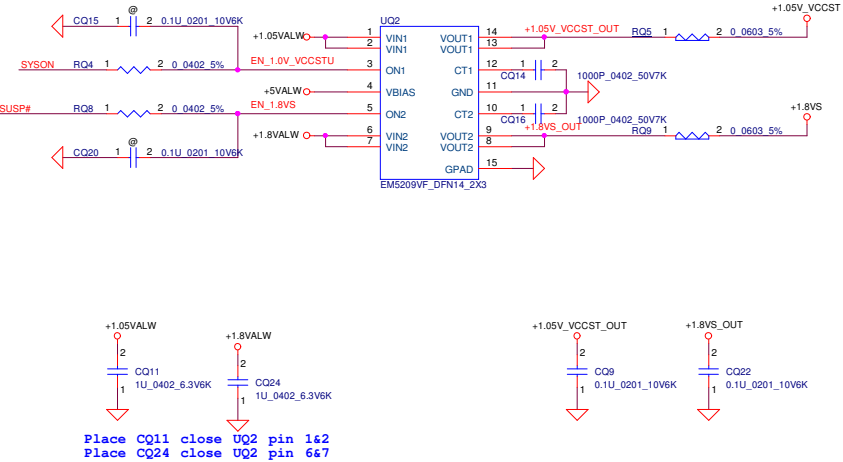 +1.05V_VCCST
@
CQ15 1 2 0.1U_0201_10V6K
UQ2
+1.05VALW 1 VIN1 VOUT1 14 +1.05V_VCCST_OUT RQ5 1 2 0_0603_5%
2 VIN1 VOUT1 13
SYSON RQ4 1 2 0_0402_5% EN_1.0V_VCCSTU 3 ON1 CT1 12 1 2
CQ14 1000P_0402_50V7K
+5VALW 4 VBIAS GND 11
SUSP# RQ8 1 2 0_0402_5% EN_1.8VS 5 ON2 CT2 10 1 2 +1.8VS
CQ16 1000P_0402_50V7K
+1.8VALW 6 VIN2 VOUT2 9 +1.8VS_OUT RQ9 1 2 0_0603_5%
7 VIN2 VOUT2 8
@
CQ20 1 2 0.1U_0201_10V6K
GPAD 15
EM5209VF_DFN14_2X3
+1.05VALW +1.8VALW +1.05V_VCCST_OUT +1.8VS_OUT
2 2 2 2
CQ11 CQ24 CQ9 CQ22
1 1U_0402_6.3V6K 1 1U_0402_6.3V6K 1 0.1U_0201_10V6K 1 0.1U_0201_10V6K
Place CQ11 close UQ2 pin 1&2
Place CQ24 close UQ2 pin 6&7